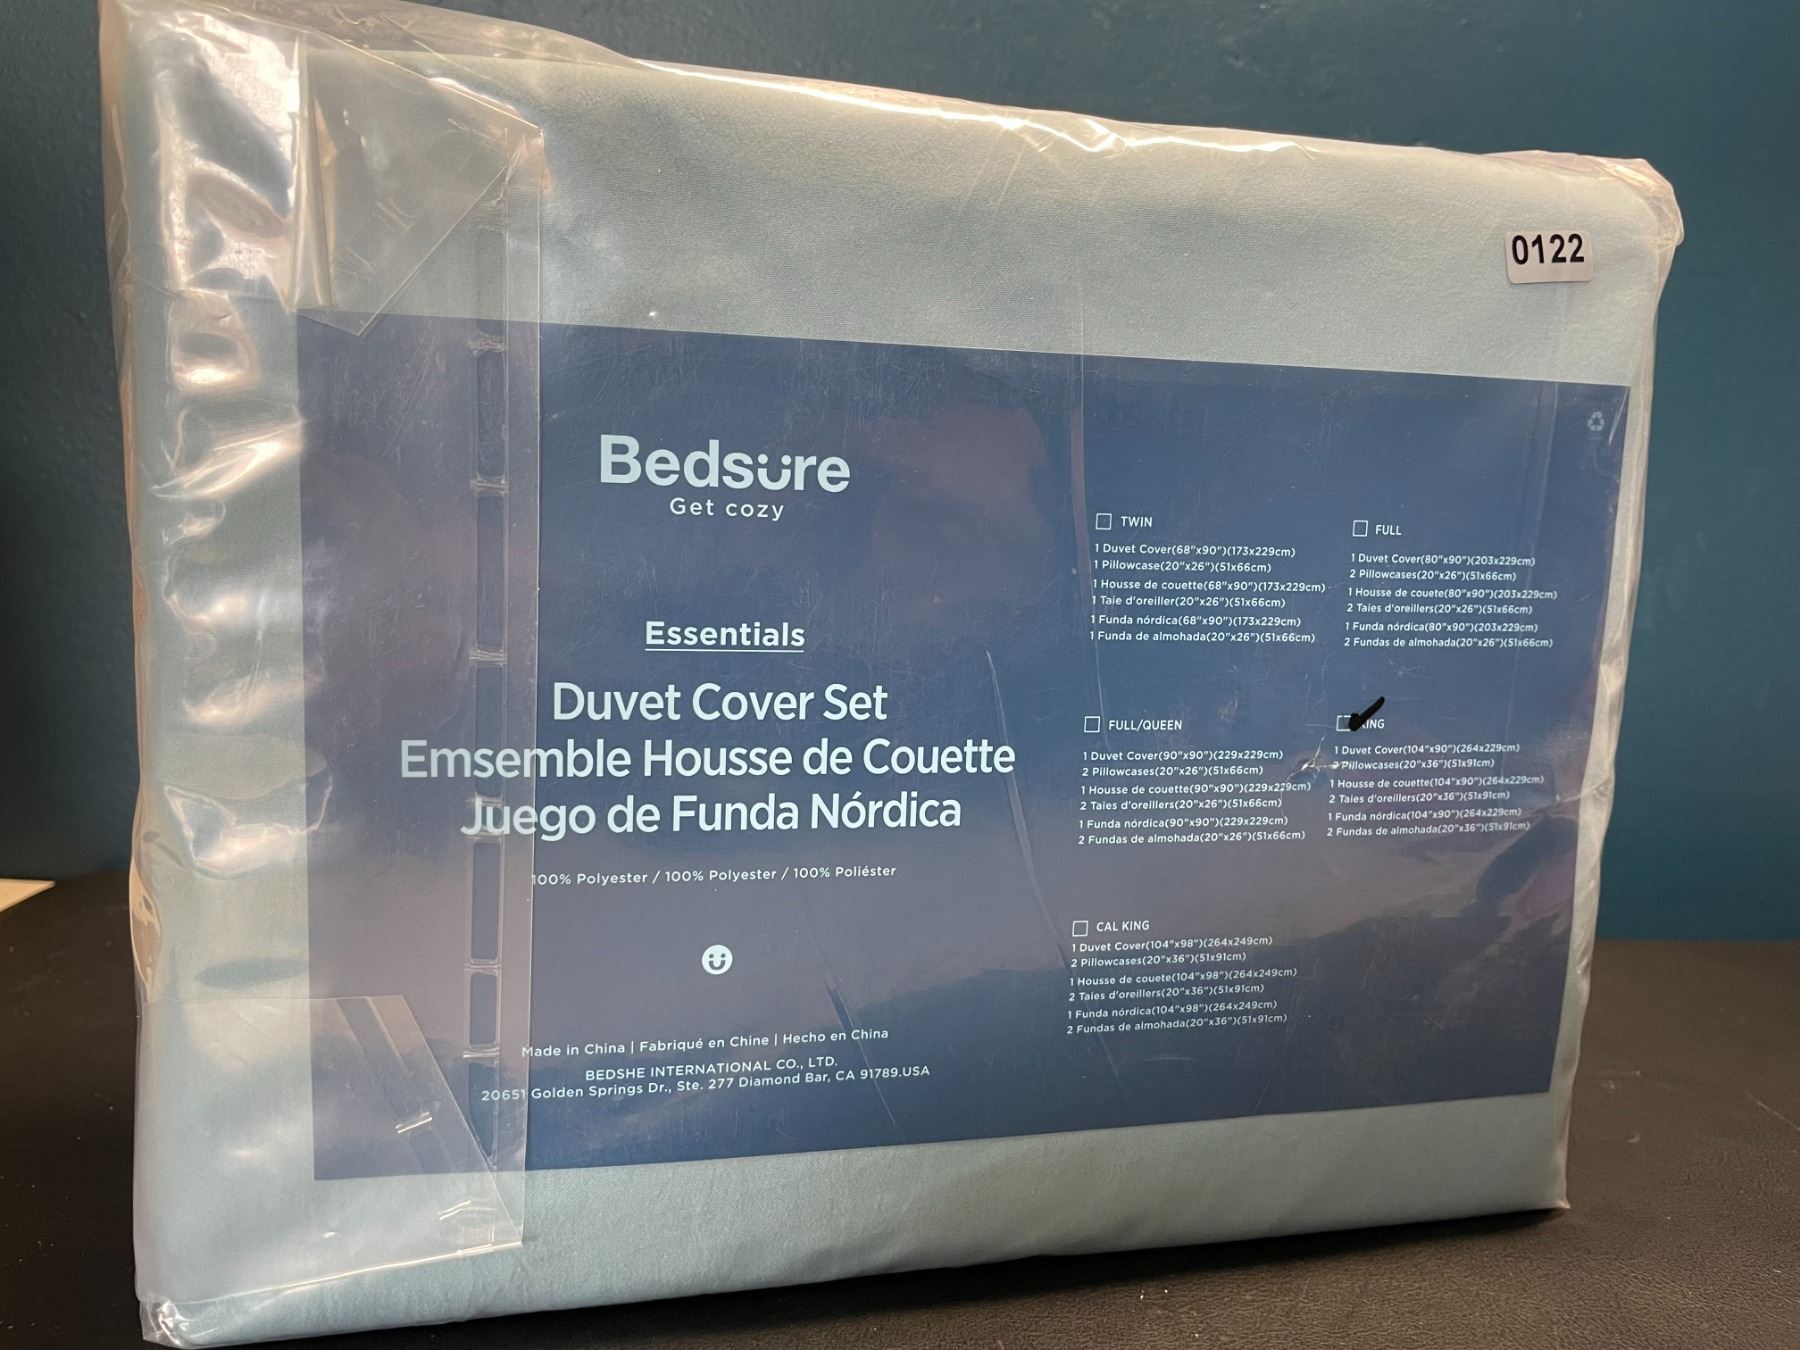 0122
Bedsure
Get cozy
Essentials
Duvet Cover Set
Emsemble Housse de Couette
Juego de Funda Nórdica
100% Polyester / 100% Polyester / 100% Poliéster
Made in China | Fabriqué en Chine | Hecho en China
BEDSHE INTERNATIONAL CO., LTD.
20651 Golden Springs Dr., Ste. 277 Diamond Bar, CA 91789.USA
TWIN
1 Duvet Cover(68"x90")(173x229cm)
1 Pillowcase(20"x26")(51x66cm)
1 Housse de couette(68"x90")(173x229cm)
1 Taie d'oreiller(20"x26")(51x66cm)
1 Funda nórdica(68"x90")(173x229cm)
1 Funda de almohada(20"x26")(51x66cm)
FULL
1 Duvet Cover(80"x90")(203x229cm)
2 Pillowcases(20"x26")(51x66cm)
1 Housse de couete(80"x90")(203x229cm)
2 Taies d'oreillers(20"x26")(51x66cm)
1 Funda nórdica(80"x90")(203x229cm)
2 Fundas de almohada(20"x26")(51x66cm)
FULL/QUEEN
1 Duvet Cover(90"x90")(229x229cm)
2 Pillowcases(20"x26")(51x66cm)
1 Housse de couette(90"x90")(229x229cm)
2 Taies d'oreillers(20"x26")(51x66cm)
1 Funda nórdica(90"x90")(229x229cm)
2 Fundas de almohada(20"x26")(51x66cm)
KING
1 Duvet Cover(104"x90")(264x229cm)
2 Pillowcases(20"x36")(51x91cm)
1 Housse de couette(104"x90")(264x229cm)
2 Taies d'oreillers(20"x36")(51x91cm)
1 Funda nórdica(104"x90")(264x229cm)
2 Fundas de almohada(20"x36")(51x91cm)
CAL KING
1 Duvet Cover(104"x98")(264x249cm)
2 Pillowcases(20"x36")(51x91cm)
1 Housse de couete(104"x98")(264x249cm)
2 Taies d'oreillers(20"x36")(51x91cm)
1 Funda nórdica(104"x98")(264x249cm)
2 Fundas de almohada(20"x36")(51x91cm)